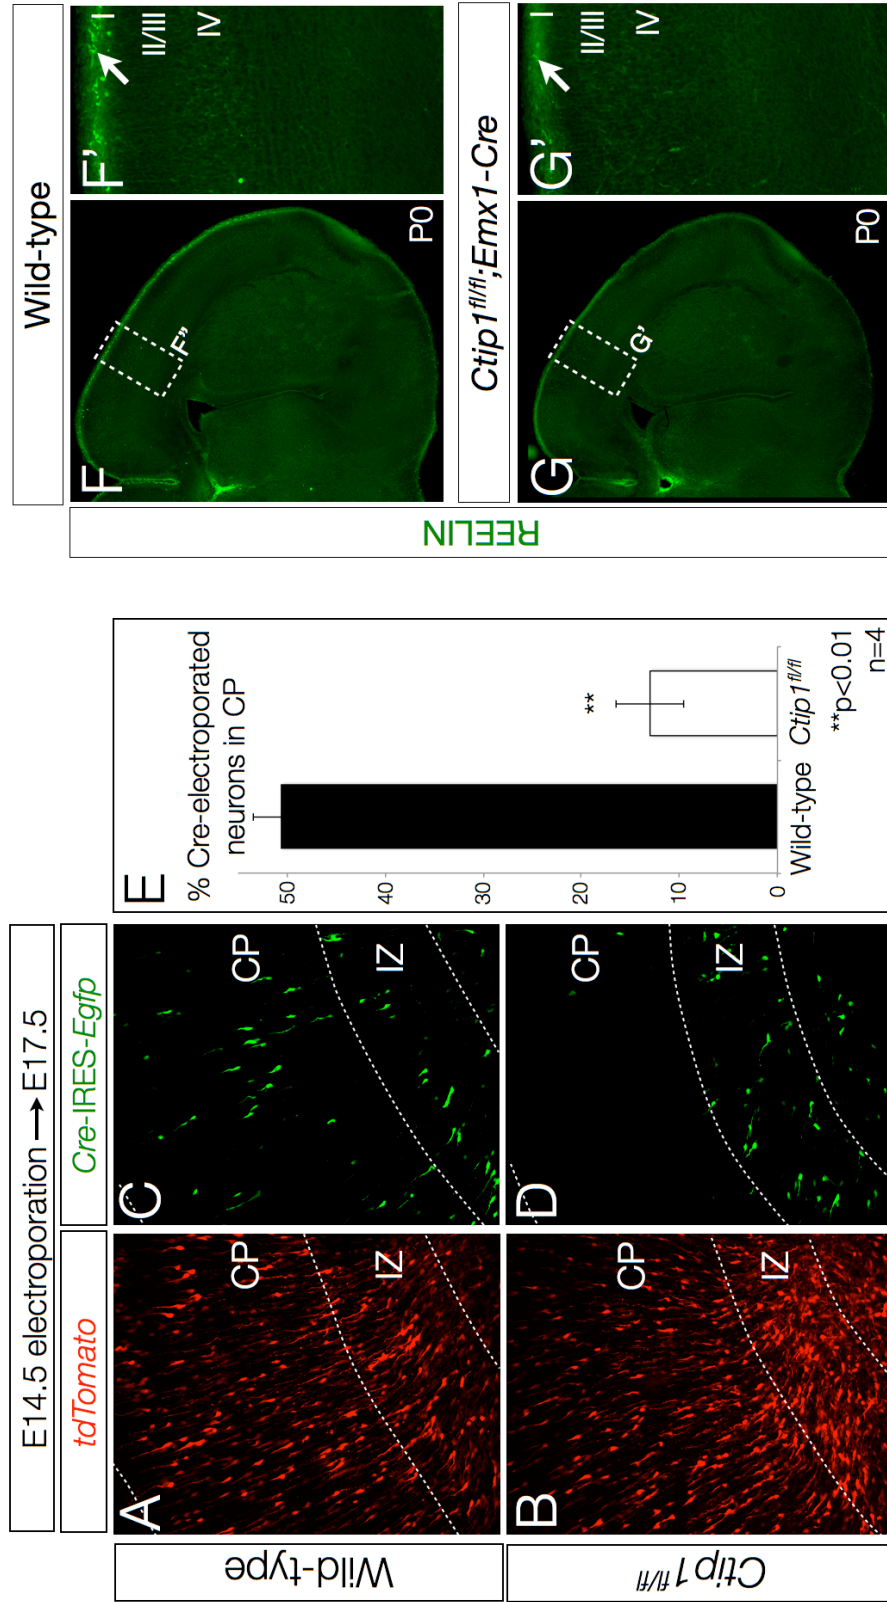 E14.5 electroporation → E17.5
tdTomato
Cre-IRES-Egfp
Wild-type
A
CP
IZ
C
CP
IZ
Ctip1fl/fl
B
CP
IZ
D
CP
IZ
E
% Cre-electroporated
neurons in CP
50
40
30
20
10
0
**
Wild-type Ctip1fl/fl
**p<0.01
n=4
REELIN
Wild-type
F
F"
P0
F'
I
II/III
IV
Ctip1fl/fl;Emx1-Cre
G
G'
P0
G'
I
II/III
IV